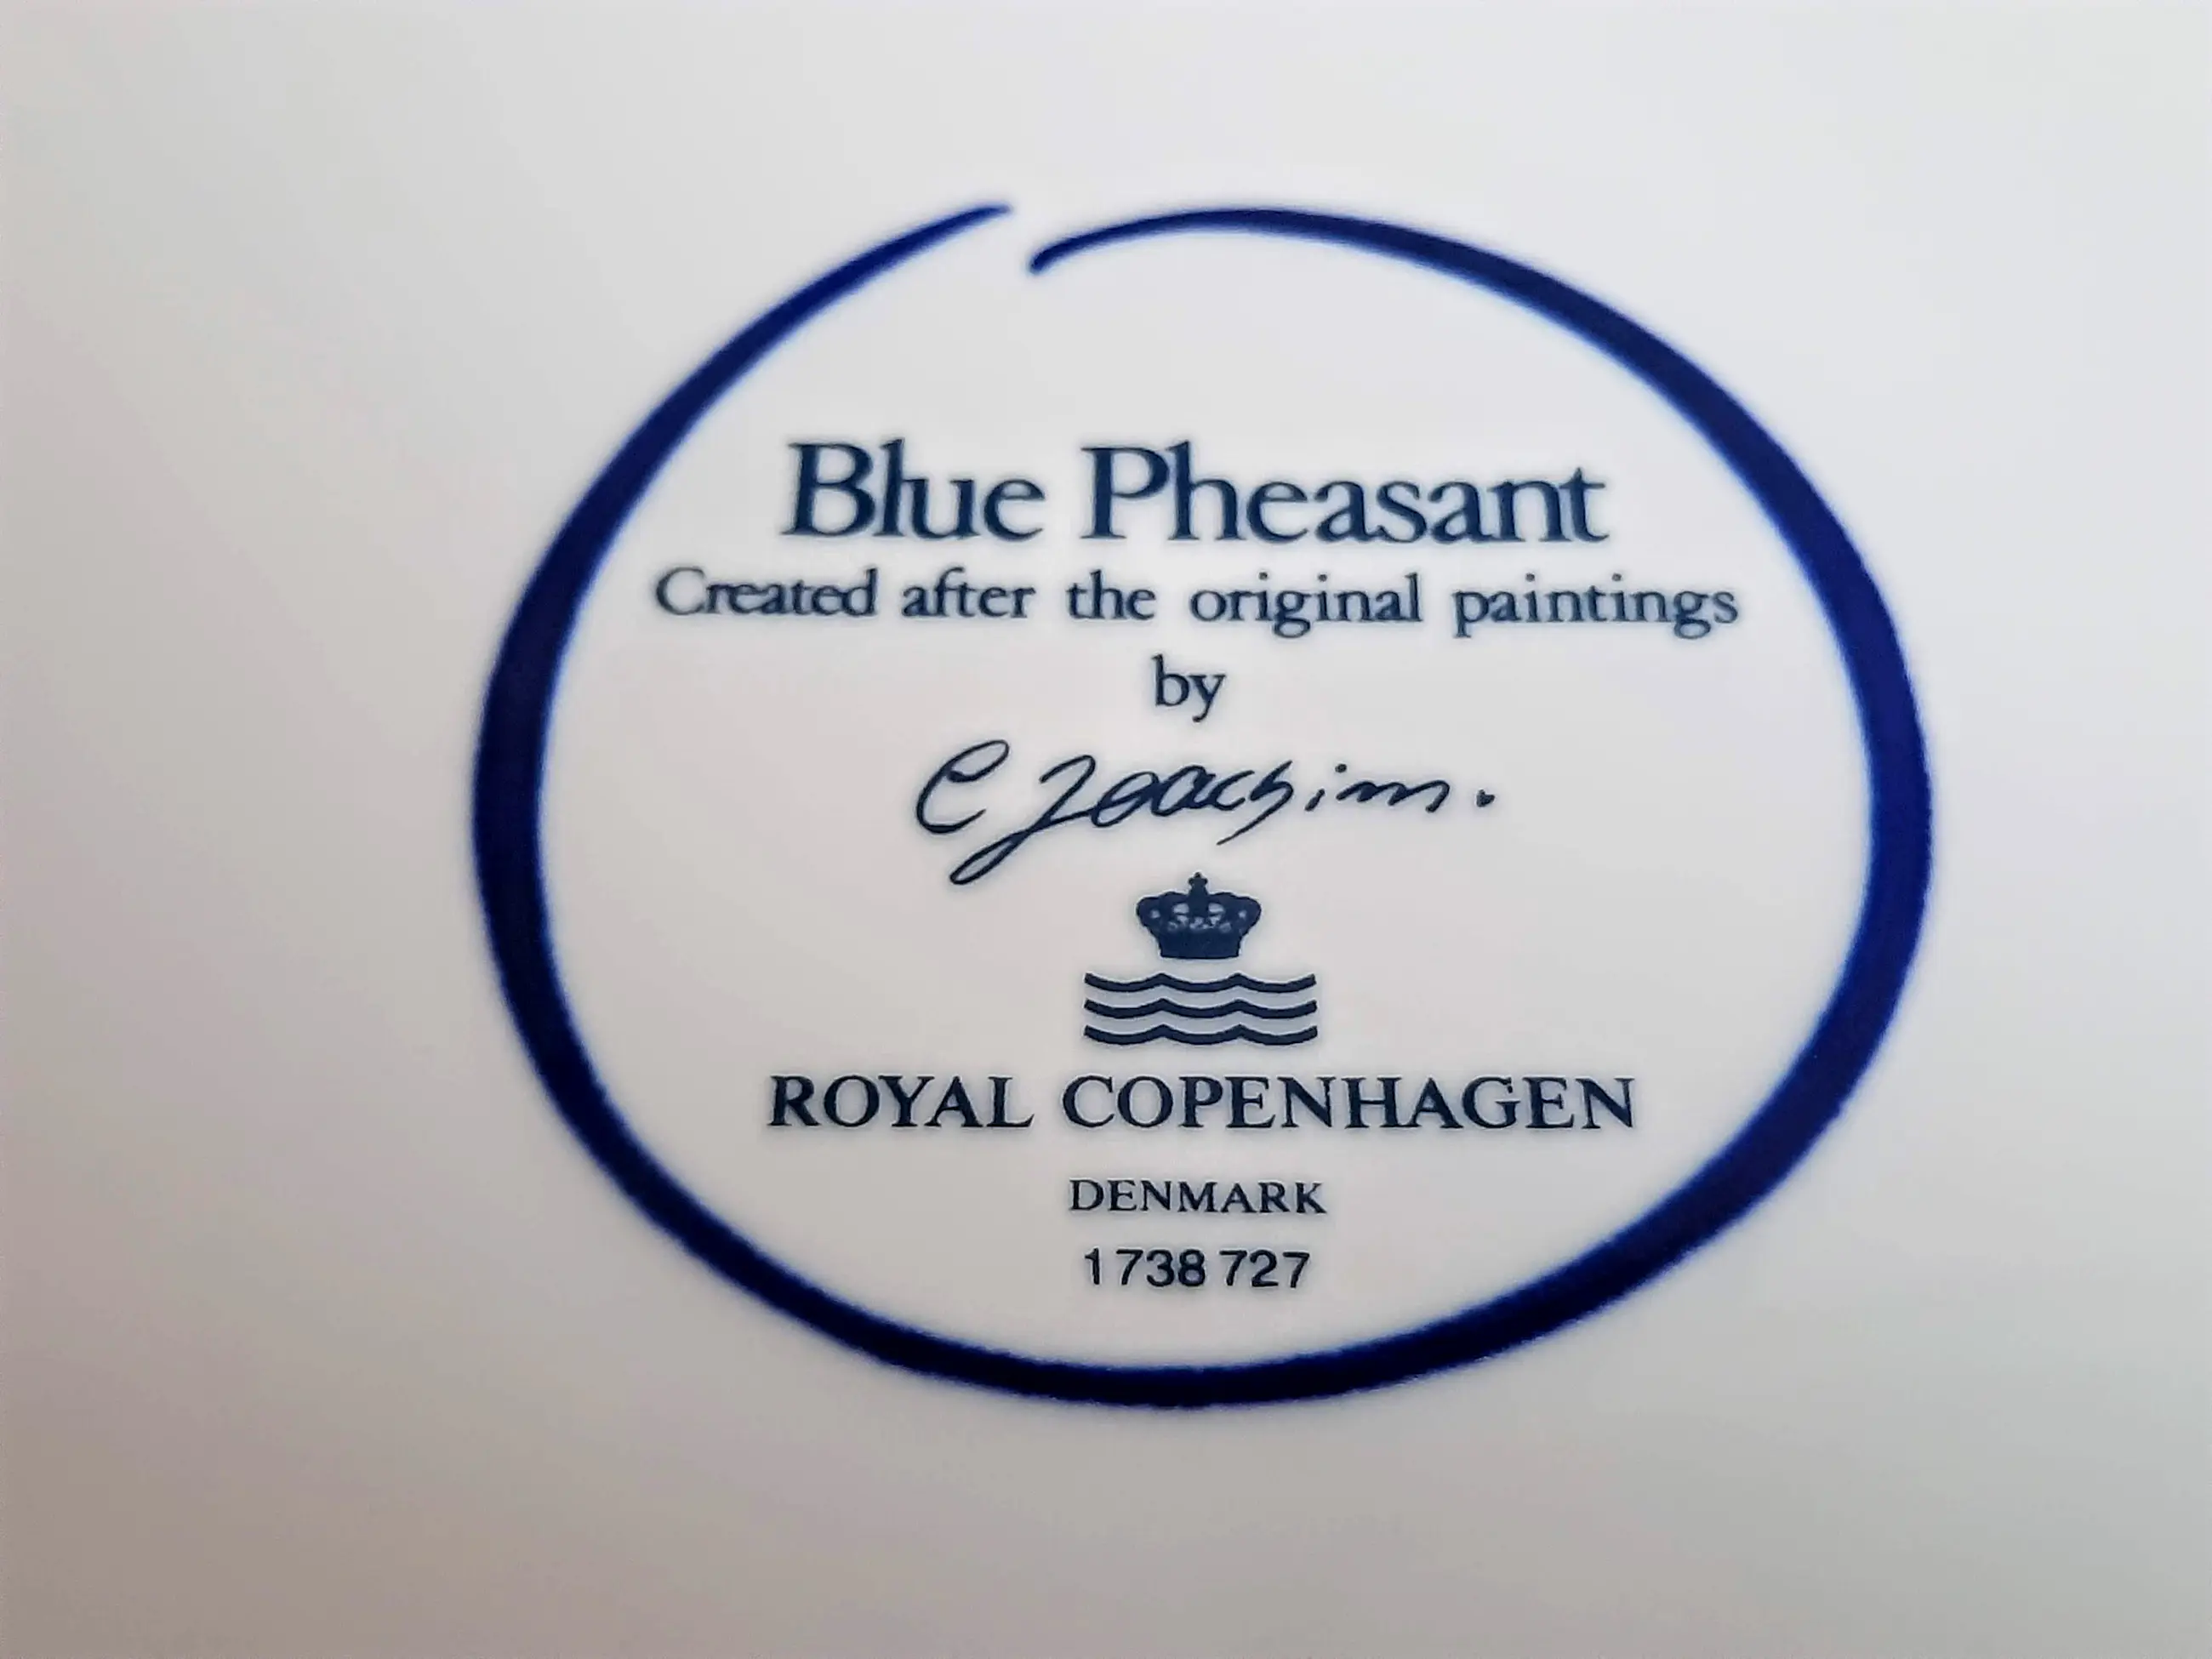 Blue Pheasant
Created after the original paintings
by
C Joachim.
ROYAL COPENHAGEN
DENMARK
1738 727